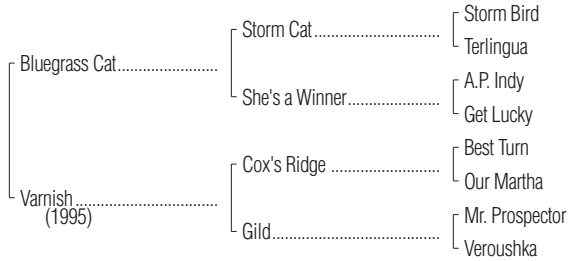 Storm Bird
Storm Cat
Terlingua
Bluegrass Cat
A.P. Indy
She's a Winner
Get Lucky
Best Turn
Cox's Ridge
Our Martha
Varnish
(1995)
Mr. Prospector
Gild
Veroushka